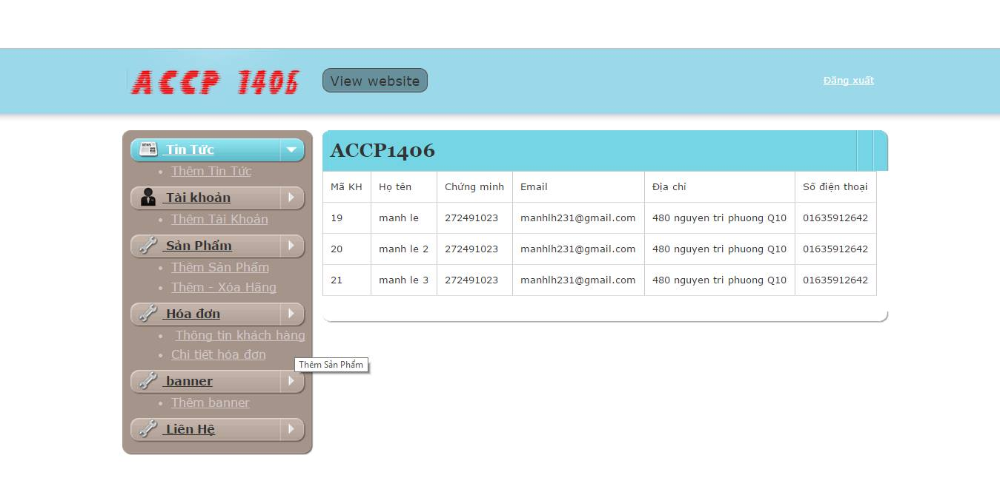 ACCP 1406
View website
Đăng xuất
Tin Tức
Thêm Tin Tức
Tài khoản
Thêm Tài Khoản
Sản Phẩm
Thêm Sản Phẩm
Thêm - Xóa Hãng
Hóa đơn
Thông tin khách hàng
Chi tiết hóa đơn
Thêm Sản Phẩm
banner
Thêm banner
Liên Hệ
ACCP1406
Mã KH Họ tên Chứng minh Email Địa chỉ Số điện thoại
19 manh le 272491023 manhlh231@gmail.com 480 nguyen tri phuong Q10 01635912642
20 manh le 2 272491023 manhlh231@gmail.com 480 nguyen tri phuong Q10 01635912642
21 manh le 3 272491023 manhlh231@gmail.com 480 nguyen tri phuong Q10 01635912642